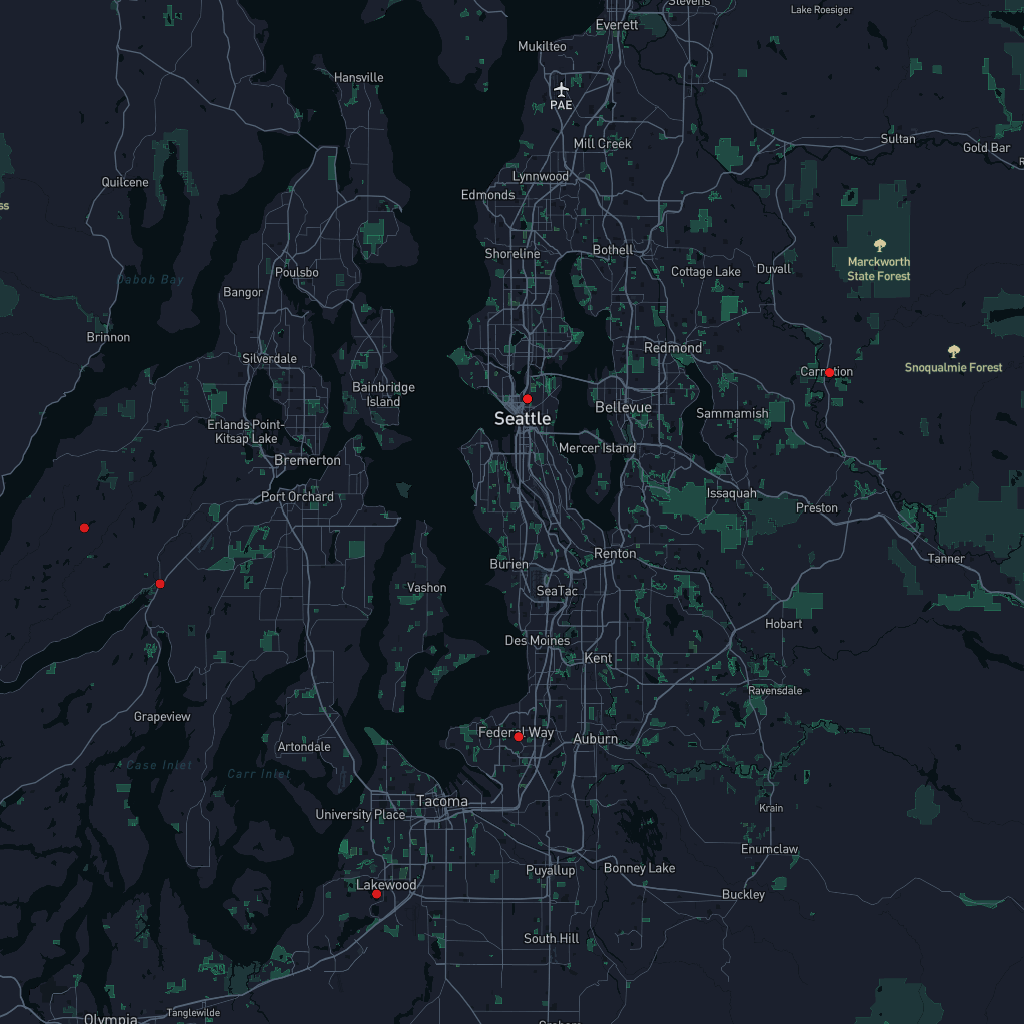 Stevens
Lake Roesiger
Everett
Mukilteo
Hansville
PAE
Sultan
Mill Creek
Gold Bar
R
Lynnwood
Quilcene
Edmonds
ss
Shoreline
Bothell
Marckworth
State Forest
Cottage Lake
Duvall
Poulsbo
Dabob Bay
Bangor
Brinnon
Redmond
Silverdale
Snoqualmie Forest
Carnation
Bainbridge
Island
Bellevue
Sammamish
Seattle
Erlands Point-
Kitsap Lake
Mercer Island
Bremerton
Issaquah
Port Orchard
Preston
Renton
Tanner
Burien
Vashon
SeaTac
Hobart
Des Moines
Kent
Ravensdale
Grapeview
Federal Way
Auburn
Artondale
Case Inlet
Carr Inlet
Tacoma
Krain
University Place
Enumclaw
Puyallup
Bonney Lake
Lakewood
Buckley
South Hill
Tanglewilde
Olympia
Graham